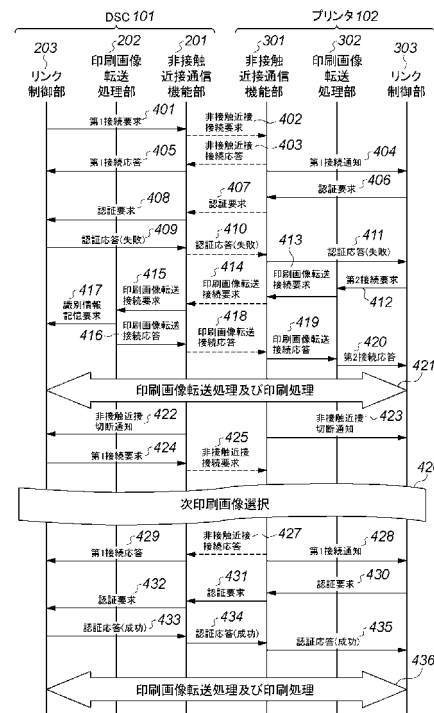 DSC 101
プリンタ102
203
202
201
301
302
303
リンク
制御部
印刷画像
転送
処理部
非接触
近接通信
機能部
非接触
近接通信
機能部
印刷画像
転送
処理部
リンク
制御部
401
第1接続要求
非接触近接
接続要求
402
405
第1接続応答
非接触近接
接続応答
403
第1接続通知
404
406
認証要求
407
認証要求
408
認証要求
409
認証応答(失敗)
410
認証応答(失敗)
411
認証応答(失敗)
413
印刷画像転送
接続要求
第2接続要求
412
414
印刷画像転送
接続要求
415
印刷画像転送
接続要求
417
識別情報
記憶要求
416
印刷画像転送
接続応答
418
印刷画像転送
接続応答
419
印刷画像転送
接続応答
420
第2接続応答
421
印刷画像転送処理及び印刷処理
非接触近接
切断通知
422
非接触近接
切断通知
423
424
第1接続要求
425
非接触近接
接続要求
426
次印刷画像選択
429
第1接続応答
427
非接触近接
接続応答
428
第1接続通知
430
認証要求
431
認証要求
432
認証要求
433
認証応答(成功)
434
認証応答(成功)
435
認証応答(成功)
436
印刷画像転送処理及び印刷処理